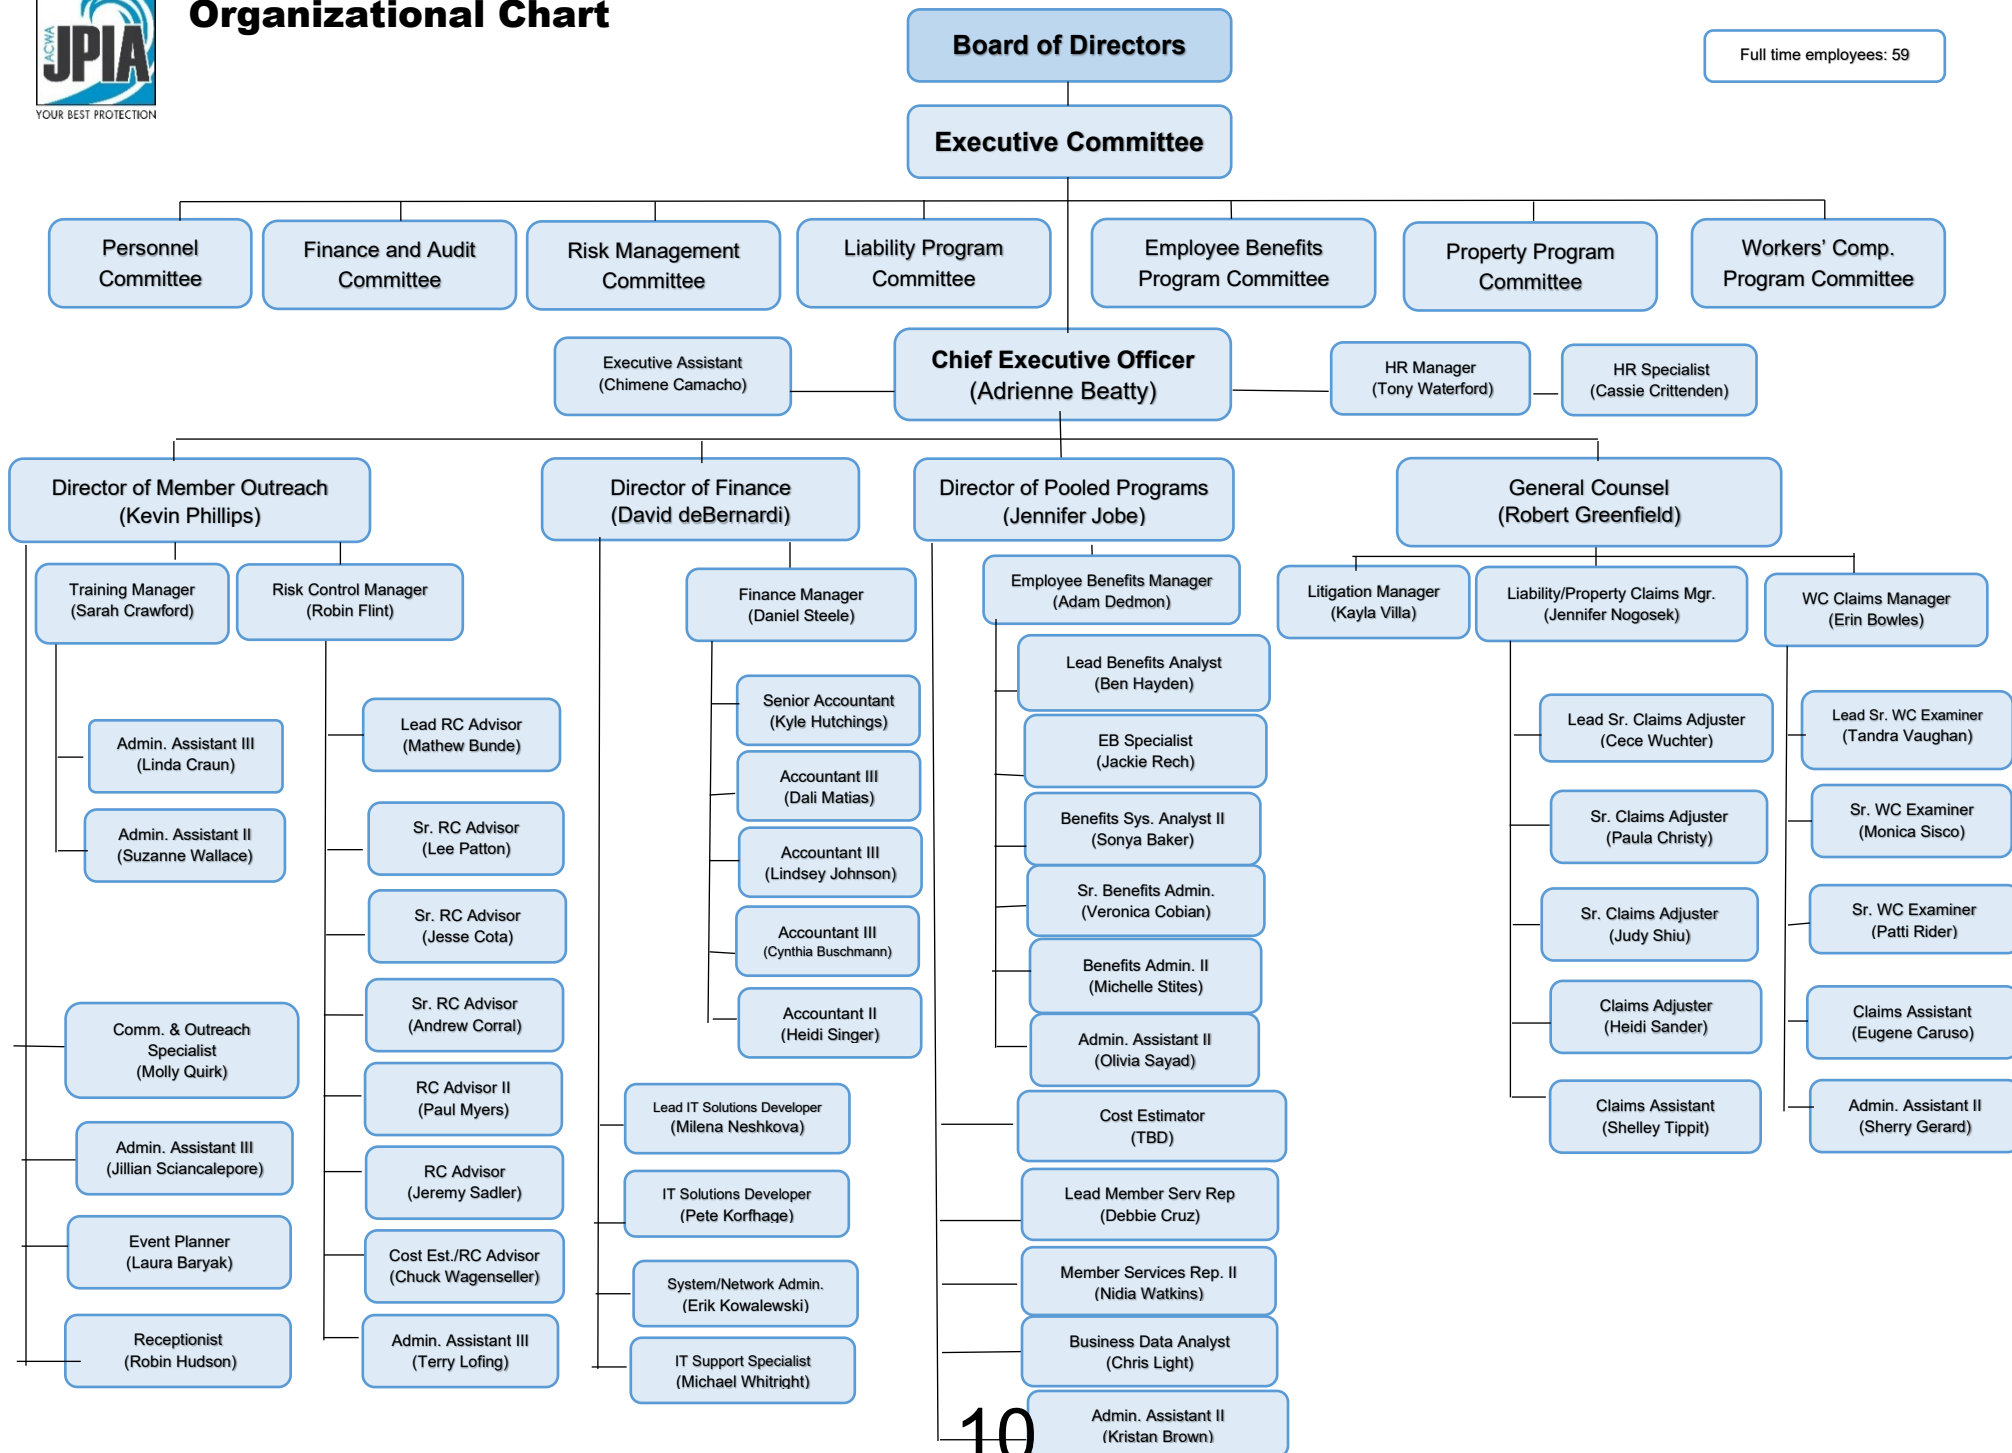 Organizational Chart
ACWA
JPIA
YOUR BEST PROTECTION
Full time employees: 59
Board of Directors
Executive Committee
Personnel
Committee
Finance and Audit
Committee
Risk Management
Committee
Liability Program
Committee
Employee Benefits
Program Committee
Property Program
Committee
Workers' Comp.
Program Committee
Executive Assistant
(Chimene Camacho)
Chief Executive Officer
(Adrienne Beatty)
HR Manager
(Tony Waterford)
HR Specialist
(Cassie Crittenden)
Director of Member Outreach
(Kevin Phillips)
Director of Finance
(David deBernardi)
Director of Pooled Programs
(Jennifer Jobe)
General Counsel
(Robert Greenfield)
Training Manager
(Sarah Crawford)
Admin. Assistant III
(Linda Craun)
Admin. Assistant II
(Suzanne Wallace)
Comm. & Outreach
Specialist
(Molly Quirk)
Admin. Assistant III
(Jillian Sciancalepore)
Event Planner
(Laura Baryak)
Receptionist
(Robin Hudson)
Risk Control Manager
(Robin Flint)
Lead RC Advisor
(Mathew Bunde)
Sr. RC Advisor
(Lee Patton)
Sr. RC Advisor
(Jesse Cota)
Sr. RC Advisor
(Andrew Corral)
RC Advisor II
(Paul Myers)
RC Advisor
(Jeremy Sadler)
Cost Est./RC Advisor
(Chuck Wagenseller)
Admin. Assistant III
(Terry Lofing)
Finance Manager
(Daniel Steele)
Senior Accountant
(Kyle Hutchings)
Accountant III
(Dali Matias)
Accountant III
(Lindsey Johnson)
Accountant III
(Cynthia Buschmann)
Accountant II
(Heidi Singer)
Lead IT Solutions Developer
(Milena Neshkova)
IT Solutions Developer
(Pete Korfhage)
System/Network Admin.
(Erik Kowalewski)
IT Support Specialist
(Michael Whitright)
Employee Benefits Manager
(Adam Dedmon)
Lead Benefits Analyst
(Ben Hayden)
EB Specialist
(Jackie Rech)
Benefits Sys. Analyst II
(Sonya Baker)
Sr. Benefits Admin.
(Veronica Cobian)
Benefits Admin. II
(Michelle Stites)
Admin. Assistant II
(Olivia Sayad)
Cost Estimator
(TBD)
Lead Member Serv Rep
(Debbie Cruz)
Member Services Rep. II
(Nidia Watkins)
Business Data Analyst
(Chris Light)
Admin. Assistant II
(Kristan Brown)
Litigation Manager
(Kayla Villa)
Liability/Property Claims Mgr.
(Jennifer Nogosek)
Lead Sr. Claims Adjuster
(Cece Wuchter)
Sr. Claims Adjuster
(Paula Christy)
Sr. Claims Adjuster
(Judy Shiu)
Claims Adjuster
(Heidi Sander)
Claims Assistant
(Shelley Tippit)
WC Claims Manager
(Erin Bowles)
Lead Sr. WC Examiner
(Tandra Vaughan)
Sr. WC Examiner
(Monica Sisco)
Sr. WC Examiner
(Patti Rider)
Claims Assistant
(Eugene Caruso)
Admin. Assistant II
(Sherry Gerard)
10